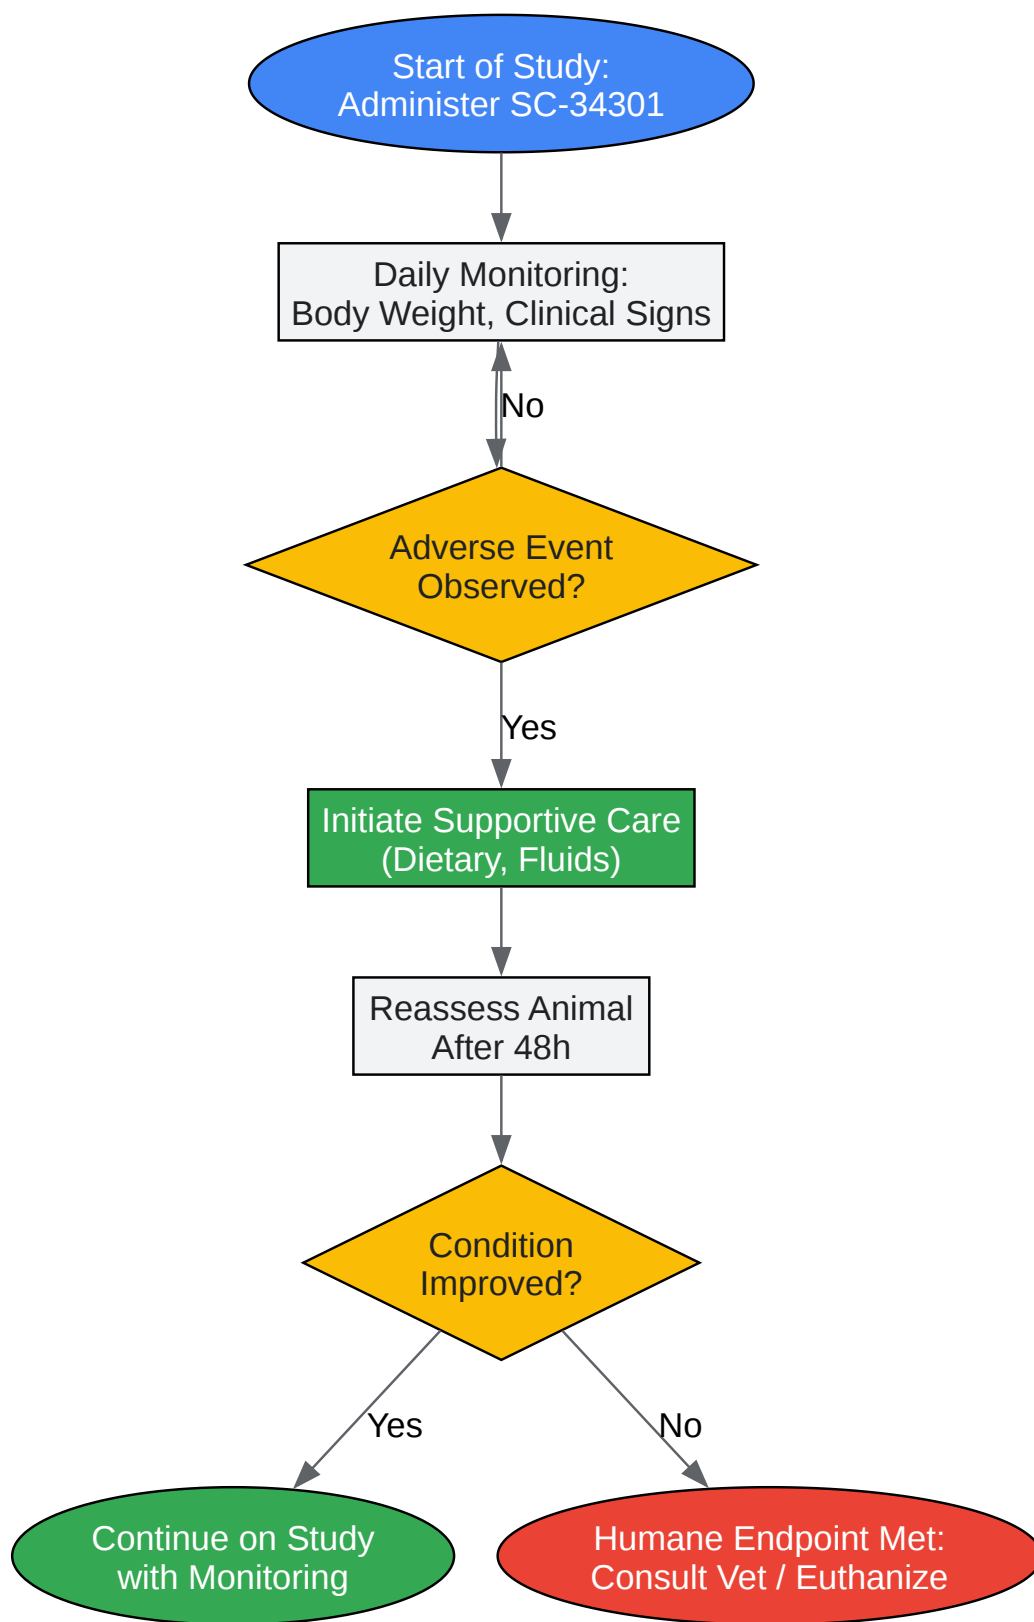 Start of Study:
Administer SC-34301
Daily Monitoring:
Body Weight, Clinical Signs
No
Adverse Event
Observed?
Yes
Initiate Supportive Care
(Dietary, Fluids)
Reassess Animal
After 48h
Condition
Improved?
Yes
No
Continue on Study
with Monitoring
Humane Endpoint Met:
Consult Vet / Euthanize